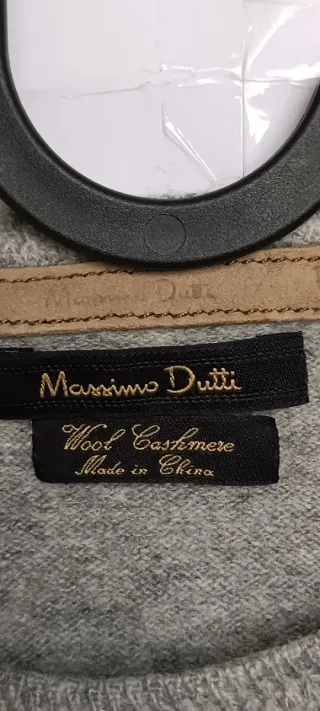 Massimo Dutti
Massimo Dutti
Wool Cashmere
Made in China